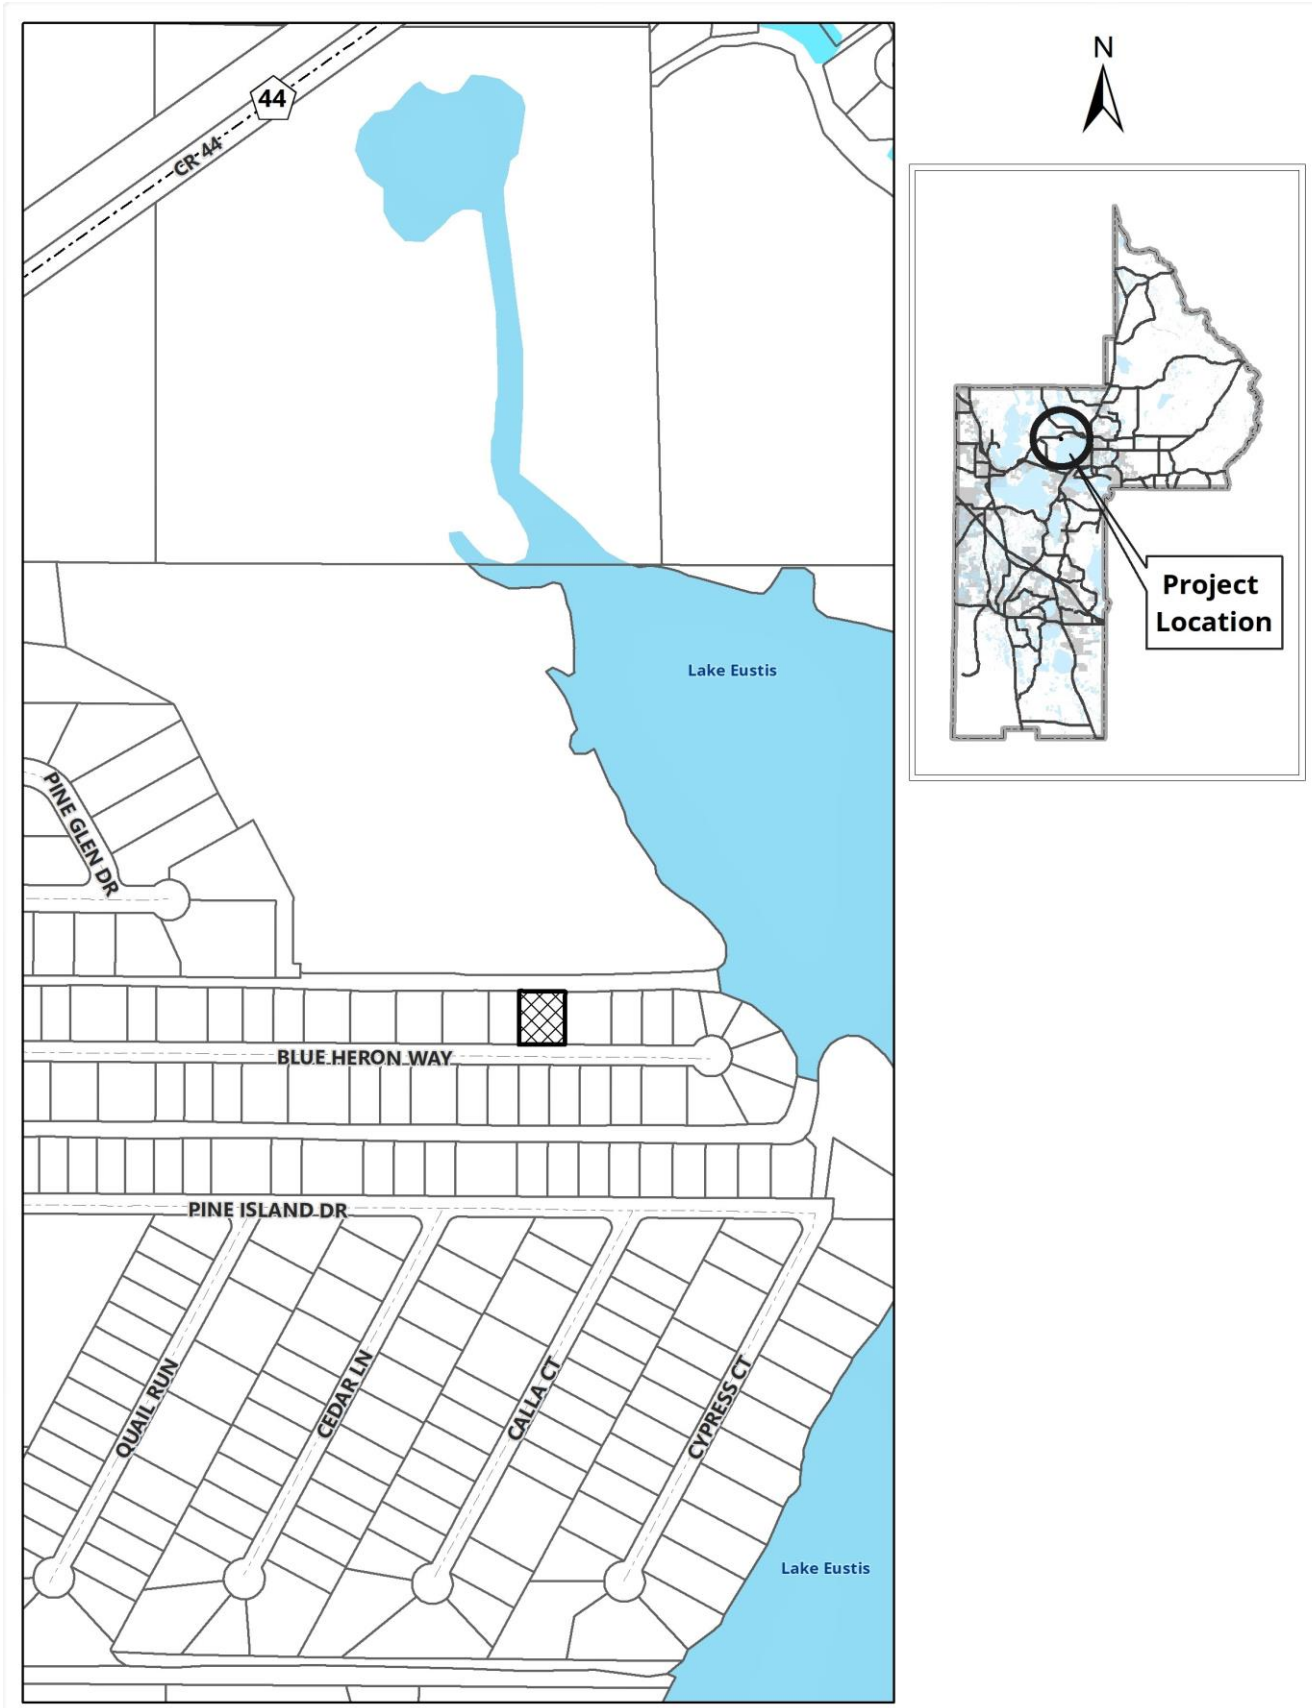 N
44
CR 44
Project
Location
Lake Eustis
PINE GLEN DR
BLUE HERON WAY
PINE ISLAND DR
QUAIL RUN
CEDAR LN
CALLA CT
CYPRESS CT
Lake Eustis